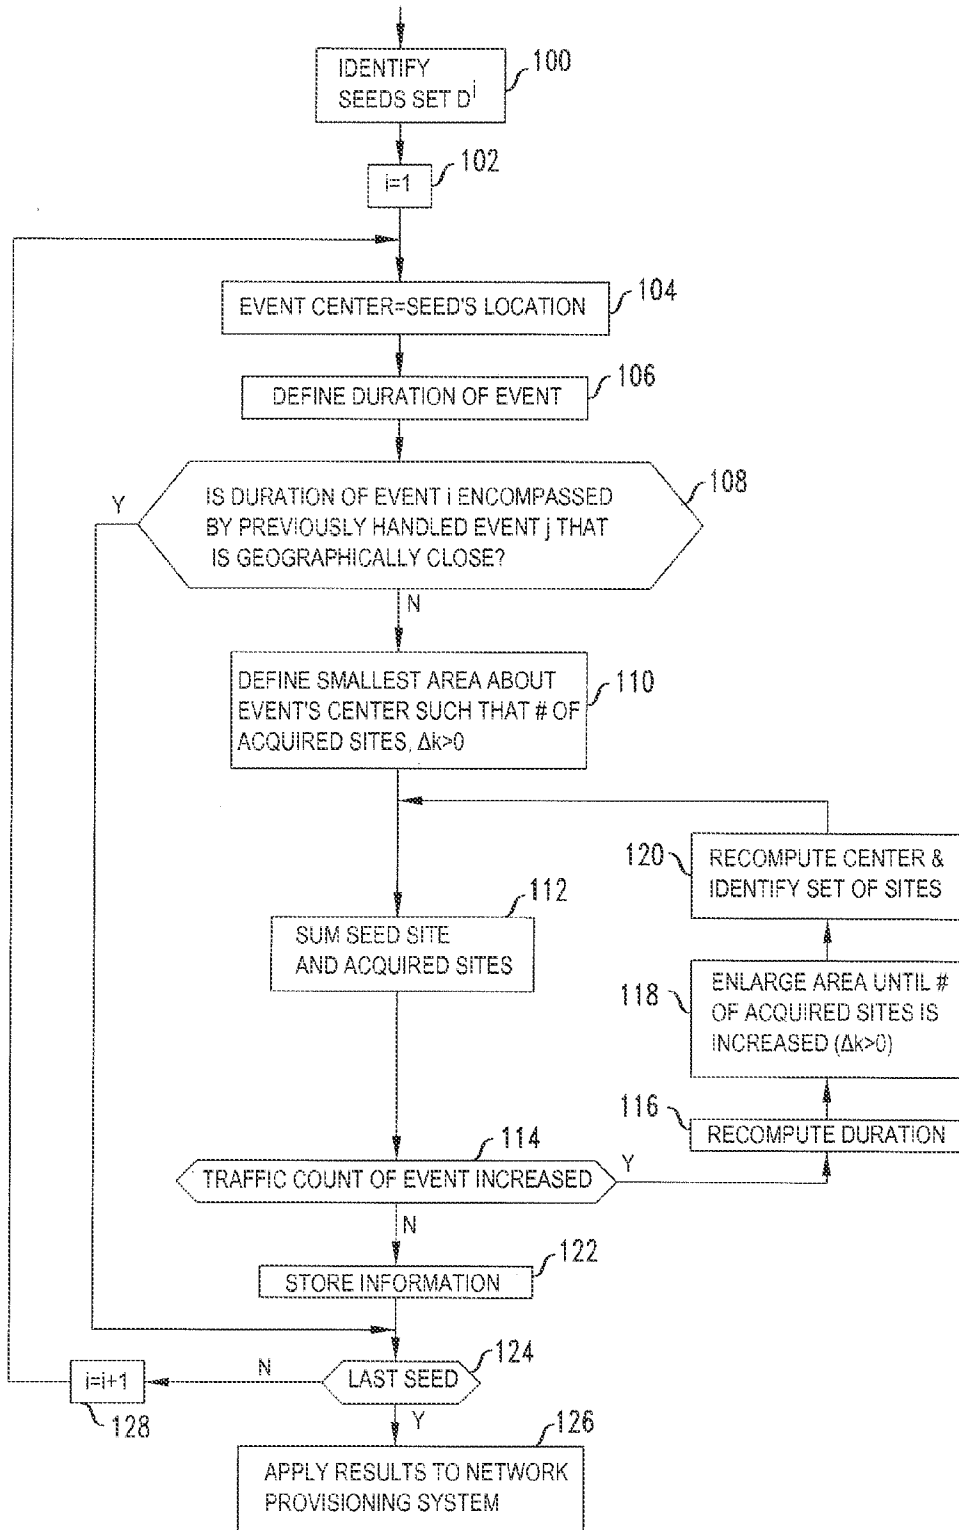 IDENTIFY
SEEDS SET Dⁱ
100
i=1
102
EVENT CENTER=SEED'S LOCATION
104
DEFINE DURATION OF EVENT
106
Y
IS DURATION OF EVENT i ENCOMPASSED
BY PREVIOUSLY HANDLED EVENT j THAT
IS GEOGRAPHICALLY CLOSE?
108
N
DEFINE SMALLEST AREA ABOUT
EVENT'S CENTER SUCH THAT # OF
ACQUIRED SITES, Δk>0
110
120
RECOMPUTE CENTER &
IDENTIFY SET OF SITES
112
SUM SEED SITE
AND ACQUIRED SITES
118
ENLARGE AREA UNTIL #
OF ACQUIRED SITES IS
INCREASED (Δk>0)
116
RECOMPUTE DURATION
114
TRAFFIC COUNT OF EVENT INCREASED
Y
N
122
STORE INFORMATION
124
LAST SEED
N
i=i+1
128
Y
126
APPLY RESULTS TO NETWORK
PROVISIONING SYSTEM